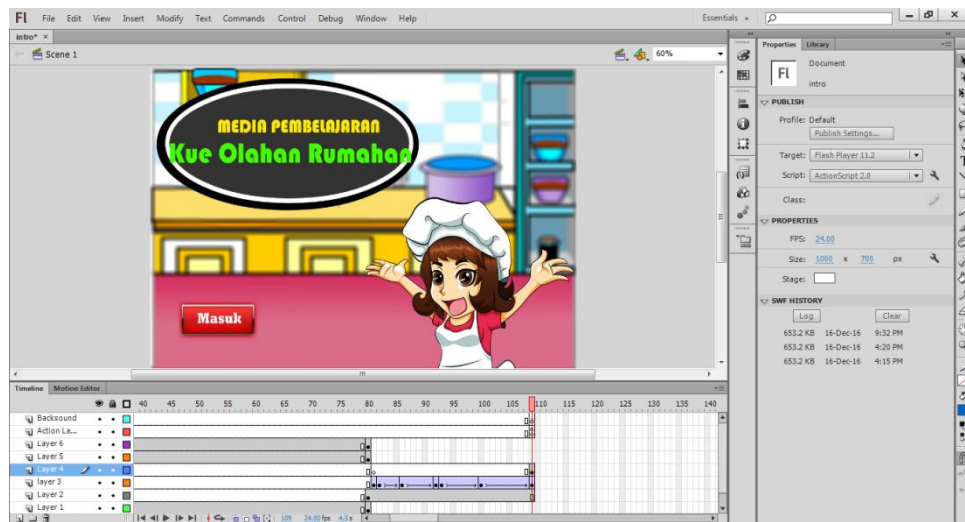 Fl File Edit View Insert Modify Text Commands Control Debug Window Help Essentials
intro* ×
Scene 1 60%
MEDIA PEMBELAJARAN
Kue Olahan Rumahan
Masuk
Properties Library
Fl Document
intro
PUBLISH
Profile: Default
Publish Settings...
Target: Flash Player 11.2
Script: ActionScript 2.0
Class:
PROPERTIES
FPS: 24.00
Size: 1000 x 700 px
Stage:
SWF HISTORY
Log Clear
653.2 KB 16-Dec-16 9:32 PM
653.2 KB 16-Dec-16 4:20 PM
653.2 KB 16-Dec-16 4:15 PM
Timeline Motion Editor
40 45 50 55 60 65 70 75 80 85 90 95 100 105 110 115 120 125 130 135 140
Backsound
Action La...
Layer 6
Layer 5
Layer 4
layer 3
Layer 2
Layer 1
109 24.00 fps 4.5 s